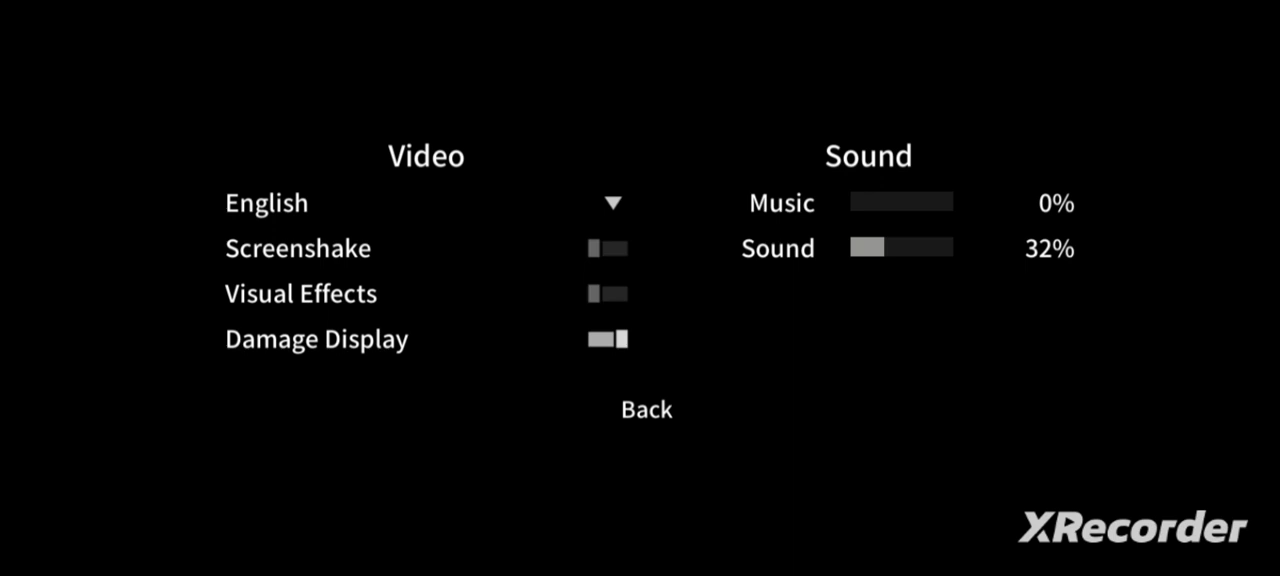 Video
English
Screenshake
Visual Effects
Damage Display
Sound
Music 0%
Sound 32%
Back
XRecorder